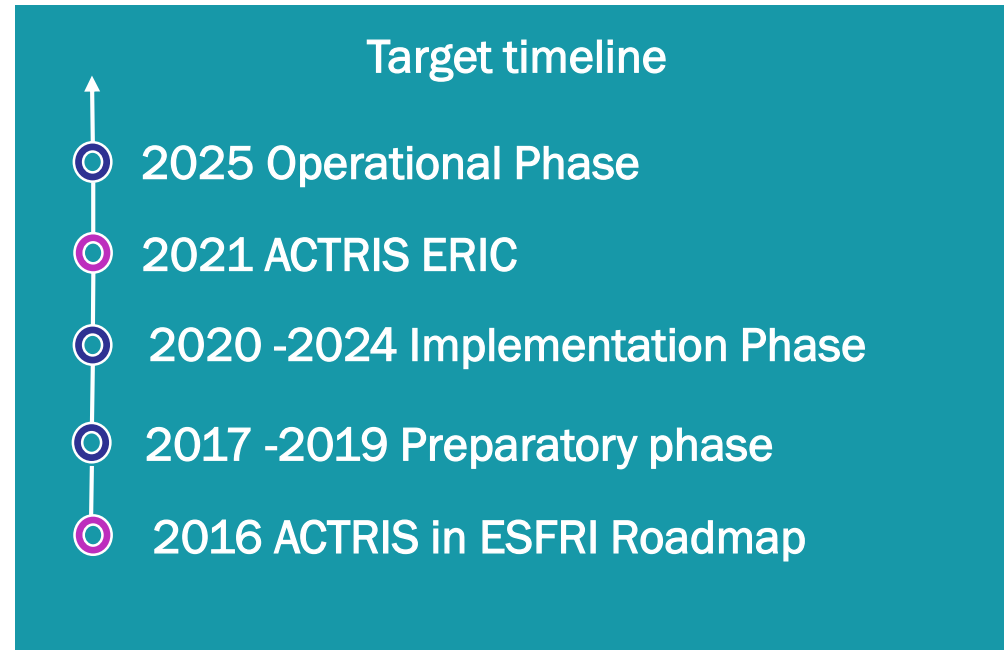 Target timeline
2025 Operational Phase
2021 ACTRIS ERIC
2020 -2024 Implementation Phase
2017 -2019 Preparatory phase
2016 ACTRIS in ESFRI Roadmap